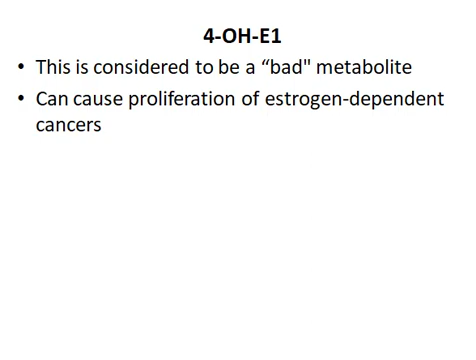 4-OH-E1
• This is considered to be a “bad" metabolite
• Can cause proliferation of estrogen-dependent
cancers